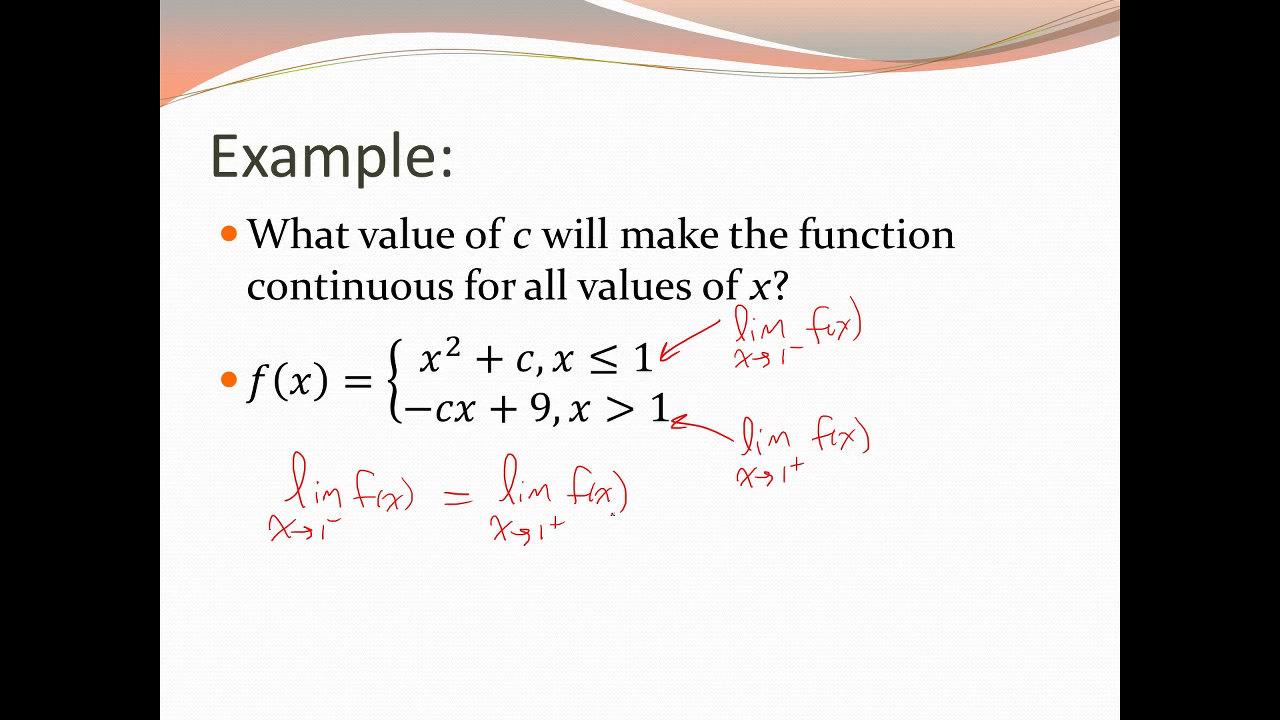 Example:
• What value of c will make the function
continuous for all values of x?
lim f(x)
x→1⁻
• f(x) = { x² + c, x ≤ 1
−cx + 9, x > 1
lim f(x)
x→1⁺
lim f(x) = lim f(x)
x→1⁻ x→1⁺